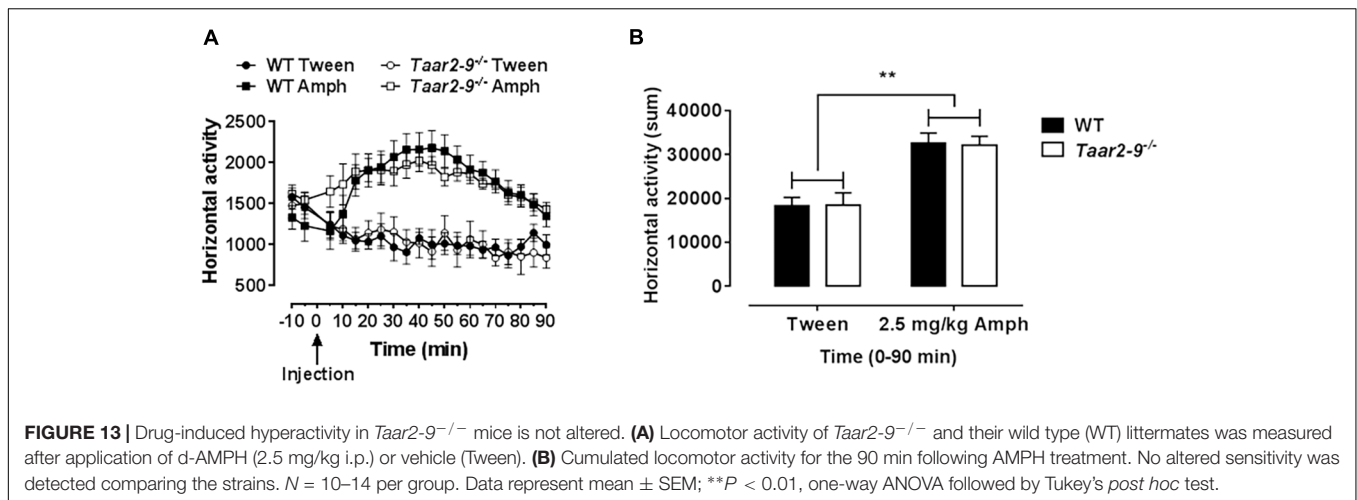 A
WT Tween
Taar2-9-/- Tween
WT Amph
Taar2-9-/- Amph
Horizontal activity
2500
2000
1500
1000
500
-10 0 10 20 30 40 50 60 70 80 90
Time (min)
Injection
B
**
Horizontal activity (sum)
40000
30000
20000
10000
0
WT
Taar2-9-/-
Tween 2.5 mg/kg Amph
Time (0-90 min)
FIGURE 13 | Drug-induced hyperactivity in Taar2-9−/− mice is not altered. (A) Locomotor activity of Taar2-9−/− and their wild type (WT) littermates was measured
after application of d-AMPH (2.5 mg/kg i.p.) or vehicle (Tween). (B) Cumulated locomotor activity for the 90 min following AMPH treatment. No altered sensitivity was
detected comparing the strains. N = 10–14 per group. Data represent mean ± SEM; **P < 0.01, one-way ANOVA followed by Tukey's post hoc test.